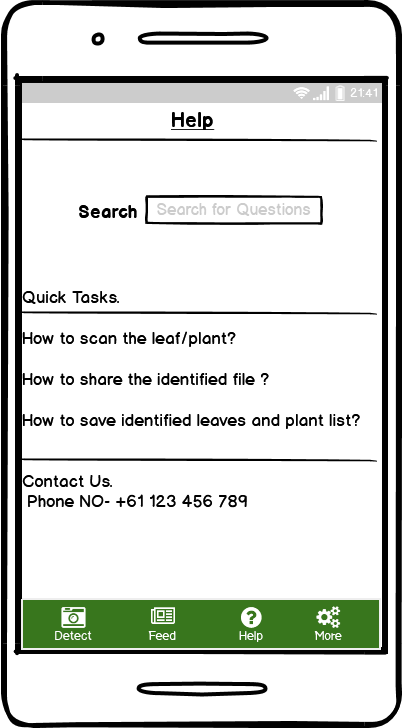 21:41
Help
Search Search for Questions
Quick Tasks.
How to scan the leaf/plant?
How to share the identified file ?
How to save identified leaves and plant list?
Contact Us.
Phone NO- +61 123 456 789
Detect Feed Help More